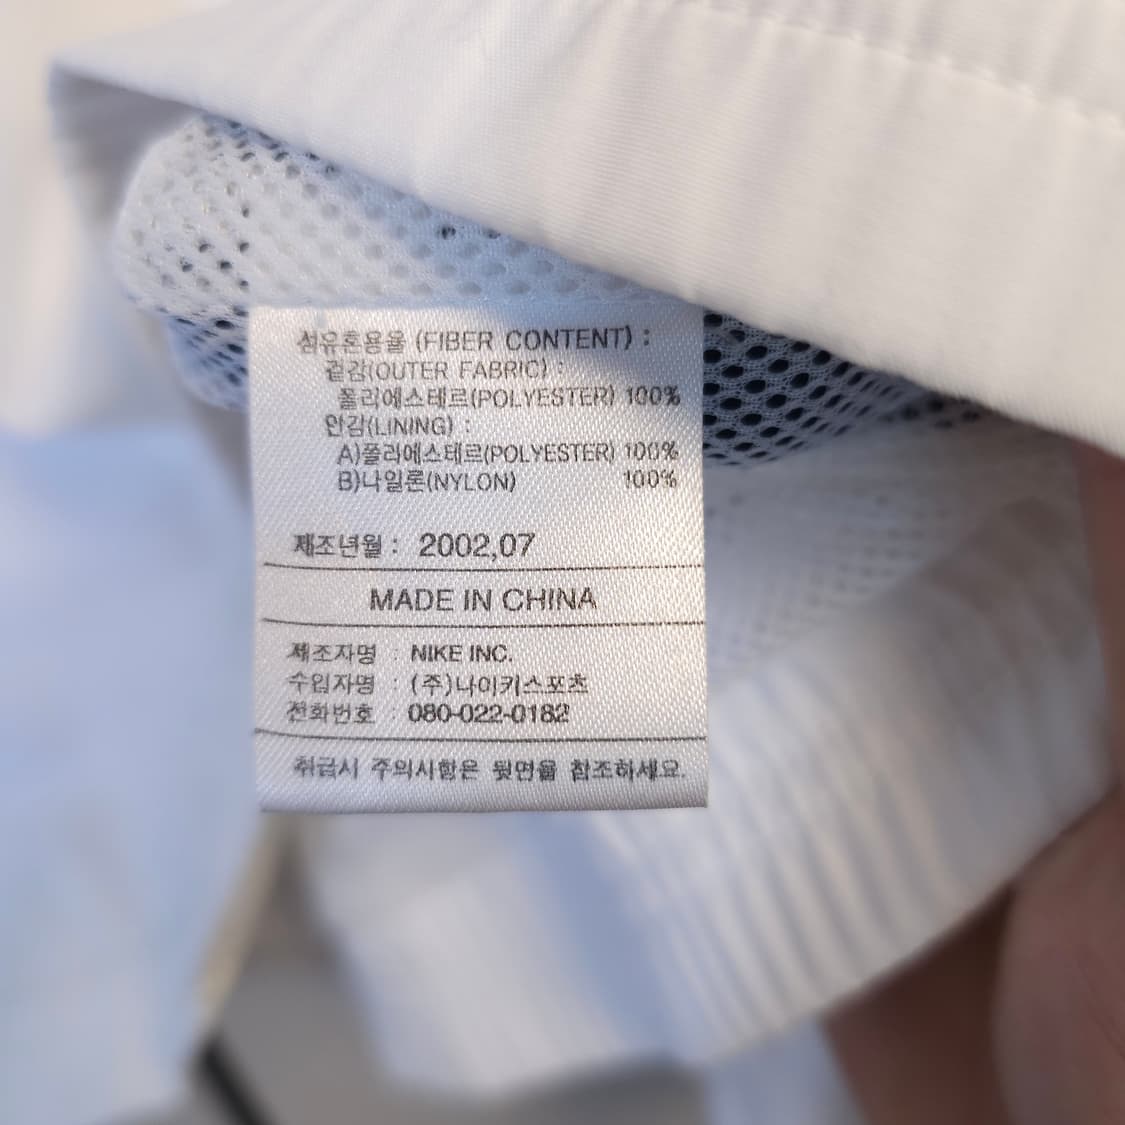 섬유혼용율 (FIBER CONTENT) :
겉감(OUTER FABRIC) :
폴리에스테르(POLYESTER) 100%
안감(LINING) :
A)폴리에스테르(POLYESTER) 100%
B)나일론(NYLON) 100%
제조년월 : 2002,07
MADE IN CHINA
제조자명 : NIKE INC.
수입자명 : (주)나이키스포츠
전화번호 : 080-022-0182
취급시 주의사항은 뒷면을 참조하세요.